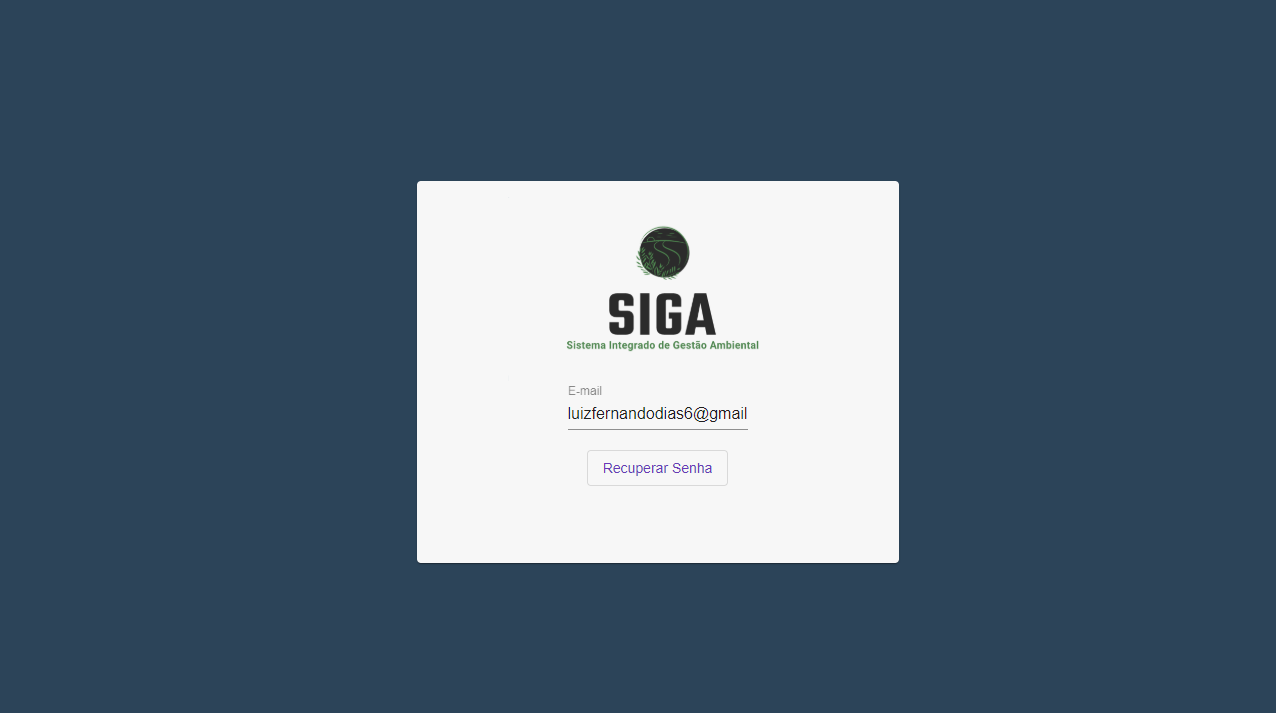 SIGA
Sistema Integrado de Gestão Ambiental
E-mail
luizfernandodias6@gmail
Recuperar Senha